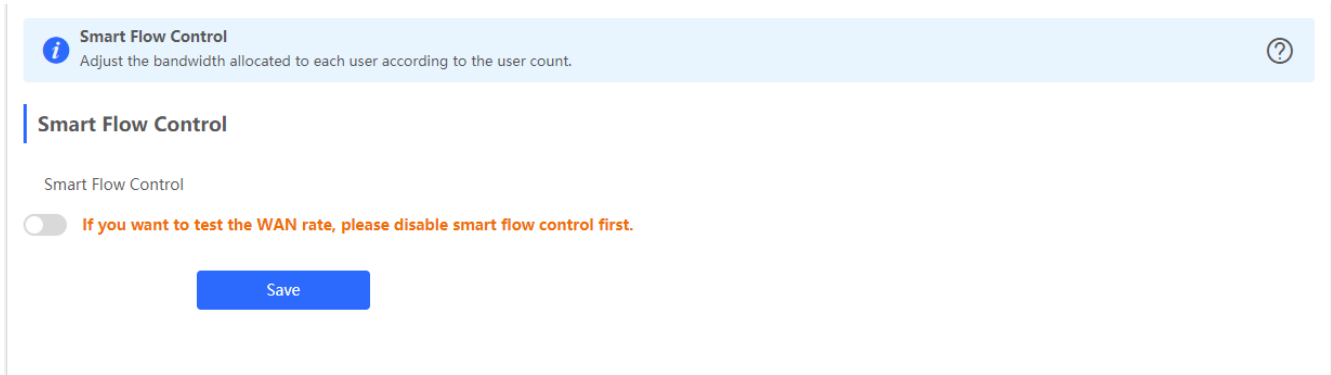 Smart Flow Control
Adjust the bandwidth allocated to each user according to the user count.
Smart Flow Control
Smart Flow Control
If you want to test the WAN rate, please disable smart flow control first.
Save